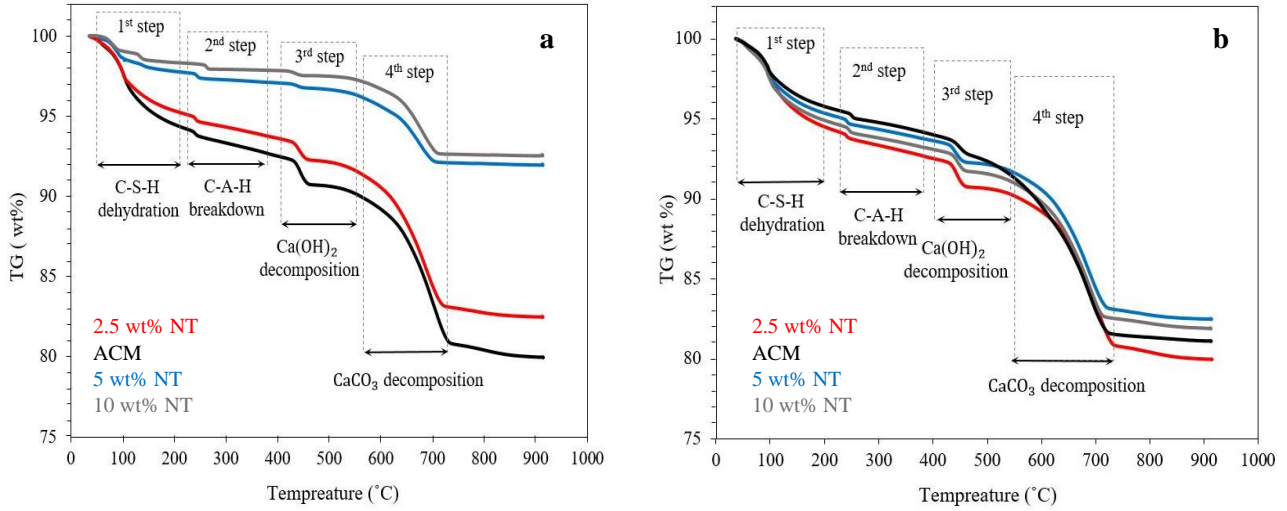 a
1st step
2nd step
3rd step
4th step
100
95
90
85
80
75
TG ( wt%)
C-S-H
dehydration
C-A-H
breakdown
Ca(OH)2
decomposition
CaCO3 decomposition
2.5 wt% NT
ACM
5 wt% NT
10 wt% NT
0 100 200 300 400 500 600 700 800 900 1000
Tempreature (˚C)
b
1st step
2nd step
3rd step
4th step
100
95
90
85
80
75
TG (wt %)
C-S-H
dehydration
C-A-H
breakdown
Ca(OH)2
decomposition
CaCO3 decomposition
2.5 wt% NT
ACM
5 wt% NT
10 wt% NT
0 100 200 300 400 500 600 700 800 900 1000
Tempreature (˚C)